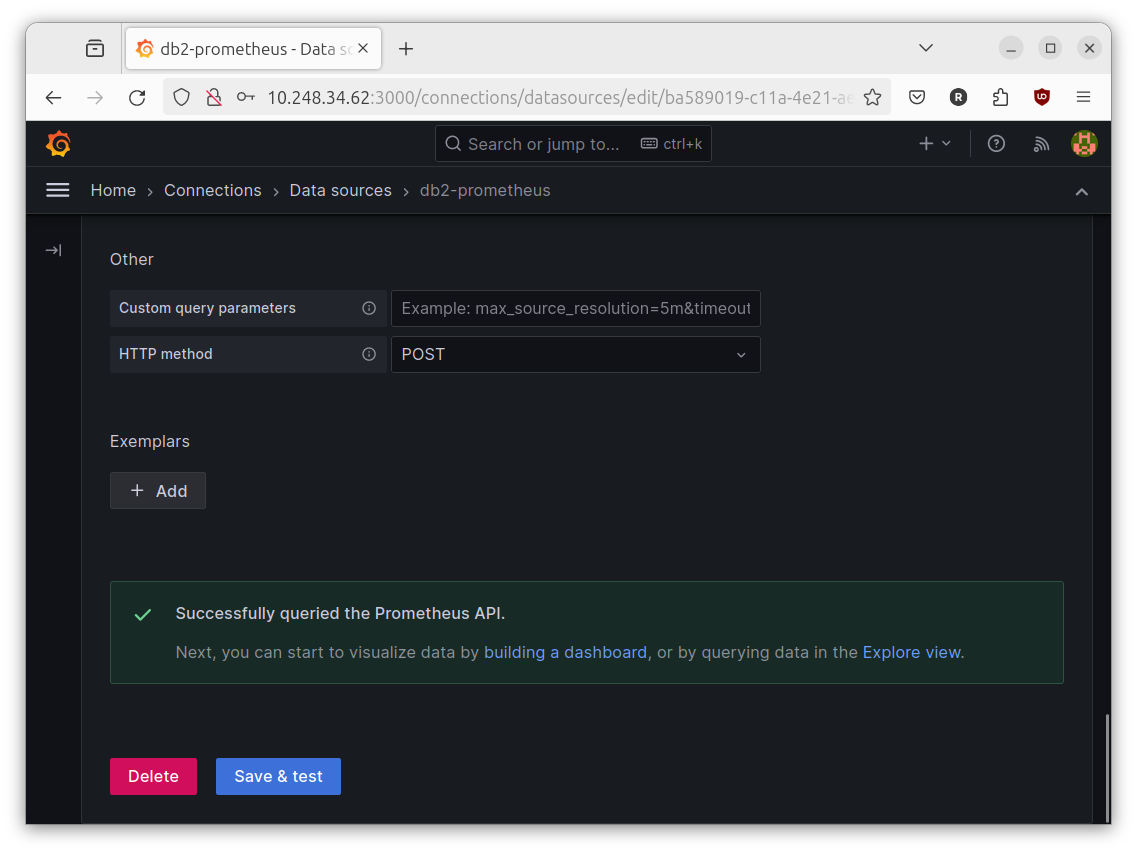 db2-prometheus - Data so
10.248.34.62:3000/connections/datasources/edit/ba589019-c11a-4e21-ae
R
Search or jump to... ctrl+k
Home › Connections › Data sources › db2-prometheus
Other
Custom query parameters Example: max_source_resolution=5m&timeout
HTTP method POST
Exemplars
+ Add
Successfully queried the Prometheus API.
Next, you can start to visualize data by building a dashboard, or by querying data in the Explore view.
Delete Save & test